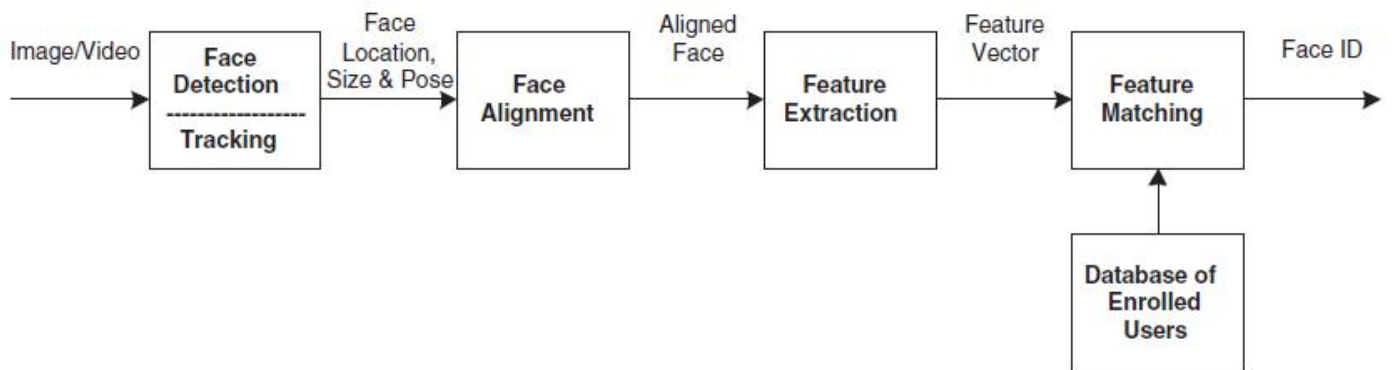 Image/Video
Face
Detection
-------------------
Tracking
Face
Location,
Size & Pose
Face
Alignment
Aligned
Face
Feature
Extraction
Feature
Vector
Feature
Matching
Face ID
Database of
Enrolled
Users